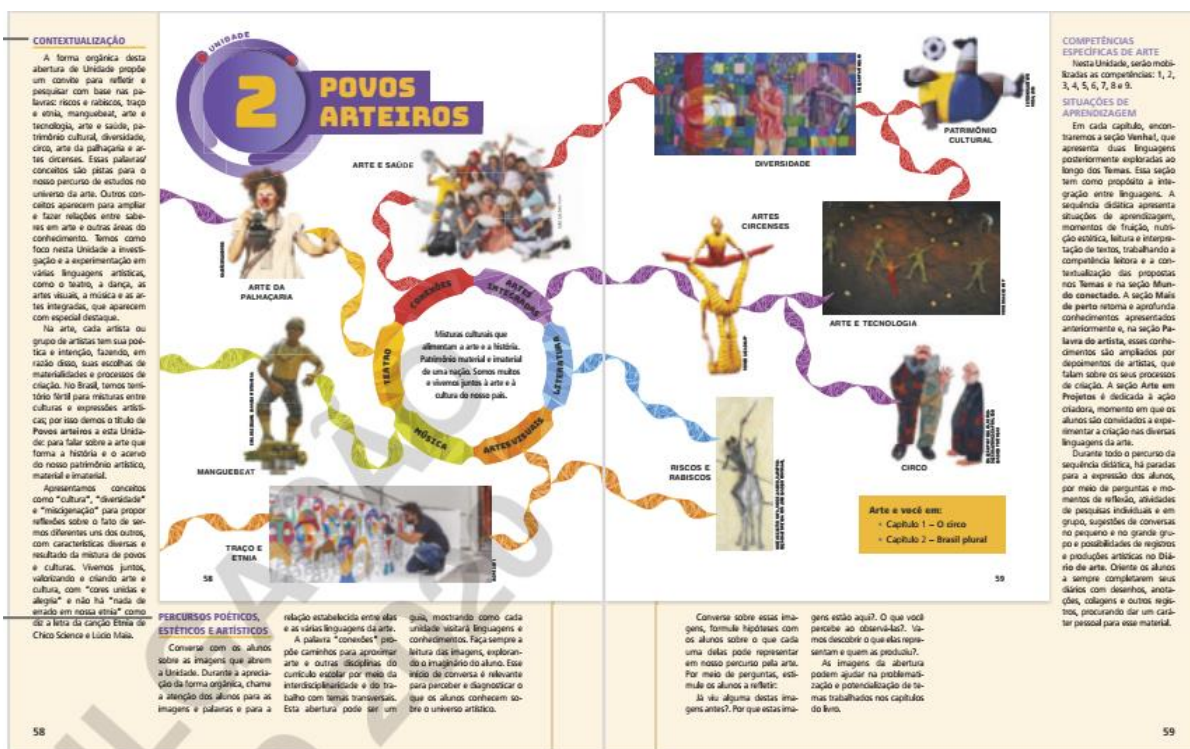 CONTEXTUALIZAÇÃO
A forma orgânica desta
abertura de Unidade propõe
um convite para refletir e
pesquisar com base nas pa-
lavras: riscos e rabiscos, traço
e etnia, manguebeat, arte e
tecnologia, arte e saúde, pa-
trimônio cultural, diversidade,
circo, arte da palhaçaria e ar-
tes circenses. Essas palavras/
conceitos são pistas para o
nosso percurso de estudos no
universo da arte. Outros con-
ceitos aparecem para ampliar
e fazer relações entre sabe-
res em arte e outras áreas do
conhecimento. Temos como
foco nesta Unidade a investi-
gação e a experimentação em
várias linguagens artísticas,
como o teatro, a dança, as
artes visuais, a música e as ar-
tes integradas, que aparecem
com especial destaque.
Na arte, cada artista ou
grupo de artistas tem sua poé-
tica e intenção, fazendo, em
razão disso, suas escolhas de
materialidades e processos de
criação. No Brasil, temos terri-
tório fértil para misturas entre
culturas e expressões artísti-
cas; por isso demos o título de
Povos arteiros a esta Unida-
de: para falar sobre a arte que
forma a história e o acervo
do nosso patrimônio artístico,
material e imaterial.
Apresentamos conceitos
como “cultura”, “diversidade”
e “miscigenação” para propor
reflexões sobre o fato de ser-
mos diferentes uns dos outros,
com características diversas e
resultado da mistura de povos
e culturas. Vivemos juntos,
valorizando e criando arte e
cultura, com “cores unidas e
alegria” e não há “nada de
errado em nossa etnia” como
diz a letra da canção Etnia de
Chico Science e Lúcio Maia.
UNIDADE
2
POVOS
ARTEIROS
ARTE E SAÚDE
ARTE DA
PALHAÇARIA
MANGUEBEAT
TRAÇO E
ETNIA
CONEXÕES
ARTES
INTEGRADAS
LITERATURA
ARTES VISUAIS
MÚSICA
TEATRO
Misturas culturais que
alimentam a arte e a história.
Patrimônio material e imaterial
de uma nação. Somos muitos
e vivemos juntos à arte e à
cultura do nosso país.
DIVERSIDADE
PATRIMÔNIO
CULTURAL
ARTES
CIRCENSES
ARTE E TECNOLOGIA
RISCOS E
RABISCOS
CIRCO
Arte e você em:
• Capítulo 1 – O circo
• Capítulo 2 – Brasil plural
58
59
PERCURSOS POÉTICOS,
ESTÉTICOS E ARTÍSTICOS
Converse com os alunos
sobre as imagens que abrem
a Unidade. Durante a aprecia-
ção da forma orgânica, chame
a atenção dos alunos para as
imagens e palavras e para a
relação estabelecida entre elas
e as várias linguagens da arte.
A palavra “conexões” pro-
põe caminhos para aproximar
arte e outras disciplinas do
currículo escolar por meio da
interdisciplinaridade e do tra-
balho com temas transversais.
Esta abertura pode ser um
guia, mostrando como cada
unidade visitará linguagens e
conhecimentos. Faça sempre a
leitura das imagens, exploran-
do o imaginário do aluno. Esse
início de conversa é relevante
para perceber e diagnosticar o
que os alunos conhecem so-
bre o universo artístico.
Converse sobre essas ima-
gens, formule hipóteses com
os alunos sobre o que cada
uma delas pode representar
em nosso percurso pela arte.
Por meio de perguntas, esti-
mule os alunos a refletir:
Já viu alguma destas ima-
gens antes?. Por que estas ima-
gens estão aqui?. O que você
percebe ao observá-las?. Va-
mos descobrir o que elas repre-
sentam e quem as produziu?.
As imagens da abertura
podem ajudar na problemati-
zação e potencialização de te-
mas trabalhados nos capítulos
do livro.
COMPETÊNCIAS
ESPECÍFICAS DE ARTE
Nesta Unidade, serão mobi-
lizadas as competências: 1, 2,
3, 4, 5, 6, 7, 8 e 9.
SITUAÇÕES DE
APRENDIZAGEM
Em cada capítulo, encon-
traremos a seção Venha!, que
apresenta duas linguagens
posteriormente exploradas ao
longo dos Temas. Essa seção
tem como propósito a inte-
gração entre linguagens. A
sequência didática apresenta
situações de aprendizagem,
momentos de fruição, nutri-
ção estética, leitura e interpre-
tação de textos, trabalhando a
competência leitora e a con-
textualização das propostas
nos Temas e na seção Mun-
do conectado. A seção Mais
de perto retoma e aprofunda
conhecimentos apresentados
anteriormente e, na seção Pa-
lavra do artista, esses conhe-
cimentos são ampliados por
depoimentos de artistas, que
falam sobre os seus processos
de criação. A seção Arte em
Projetos é dedicada à ação
criadora, momento em que os
alunos são convidados a expe-
rimentar a criação nas diversas
linguagens da arte.
Durante todo o percurso da
sequência didática, há paradas
para a expressão dos alunos,
por meio de perguntas e mo-
mentos de reflexão, atividades
de pesquisas individuais e em
grupo, sugestões de conversas
no pequeno e no grande gru-
po e possibilidades de registros
e produções artísticas no Diá-
rio de arte. Oriente os alunos
a sempre completarem seus
diários com desenhos, anota-
ções, colagens e outros regis-
tros, procurando dar um cará-
ter pessoal para esse material.
58
59